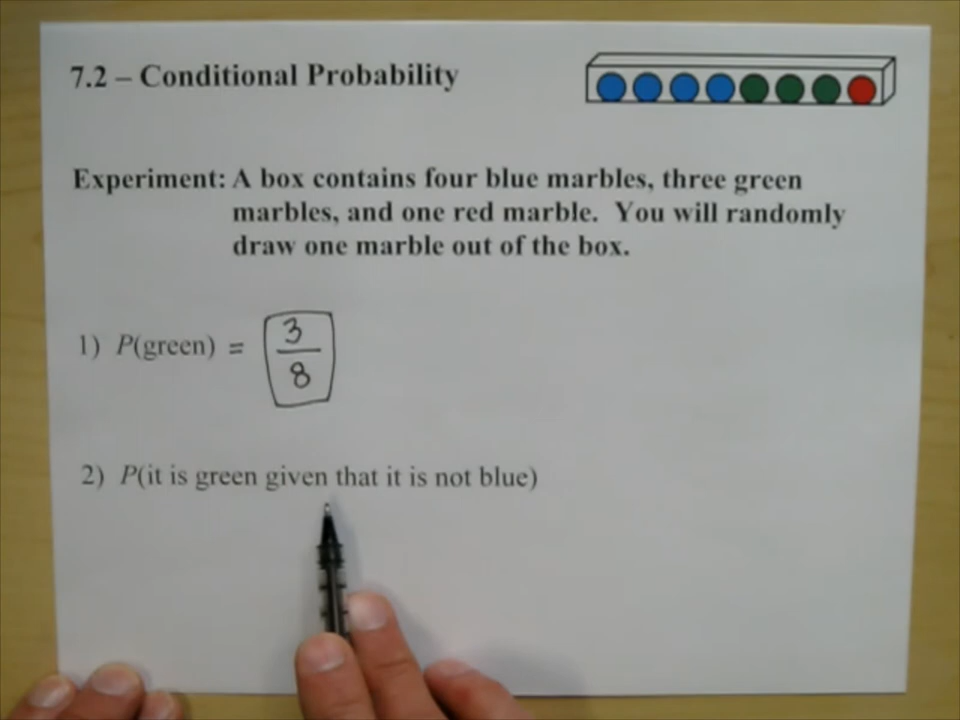 7.2 – Conditional Probability
Experiment: A box contains four blue marbles, three green
marbles, and one red marble. You will randomly
draw one marble out of the box.
1) P(green) = 3/8
2) P(it is green given that it is not blue)